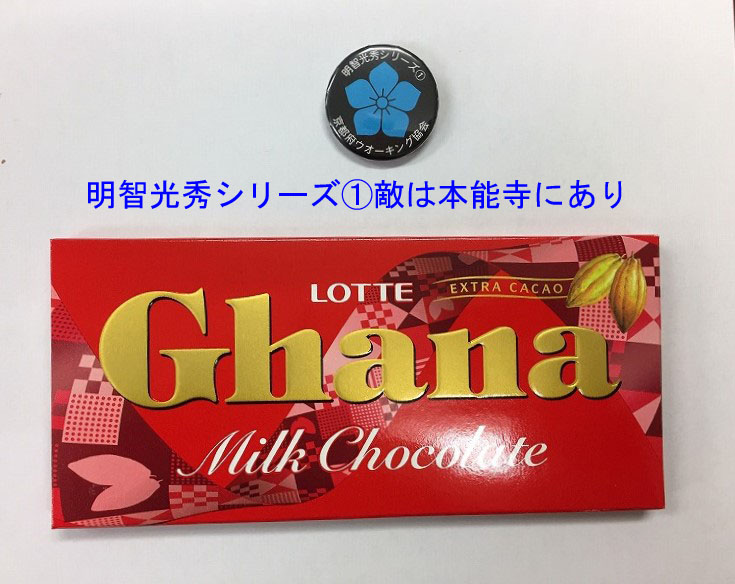 明智光秀シリーズ①
京都府ウオーキング協会
明智光秀シリーズ①敵は本能寺にあり
LOTTE
EXTRA CACAO
Ghana
Milk Chocolate